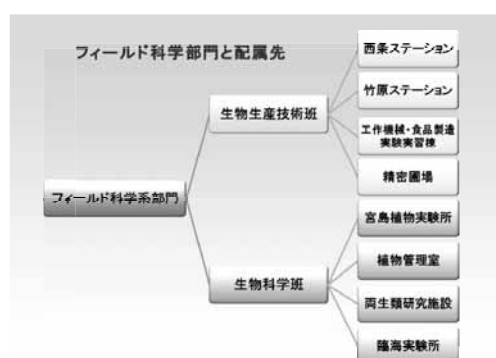 フィールド科学部門と配属先
フィールド科学系部門
生物生産技術班
西条ステーション
竹原ステーション
工作機械・食品製造
実験実習棟
精密圃場
生物科学班
宮島植物実験所
植物管理室
両生類研究施設
臨海実験所